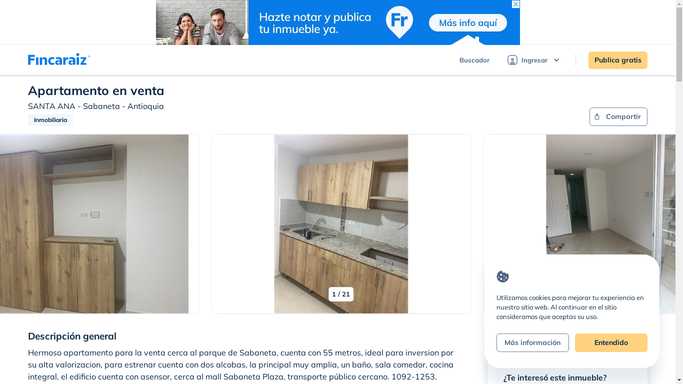 Hazte notar y publica
tu inmueble ya.
Fr
Más info aquí
Fincaraiz
Buscador
Ingresar
Publica gratis
Apartamento en venta
SANTA ANA - Sabaneta - Antioquia
Inmobiliaria
Compartir
1 / 21
Utilizamos cookies para mejorar tu experiencia en
nuestro sitio web. Al continuar en el sitio
consideramos que aceptas su uso.
Más información
Entendido
Descripción general
Hermoso apartamento para la venta cerca al parque de Sabaneta, cuenta con 55 metros, ideal para inversion por
su alta valorizacion, para estrenar cuenta con dos alcobas, la principal muy amplia, un baño, sala comedor, cocina
integral, el edificio cuenta con asensor, cerca al mall Sabaneta Plaza, transporte público cercano. 1092-1253.
¿Te interesó este inmueble?